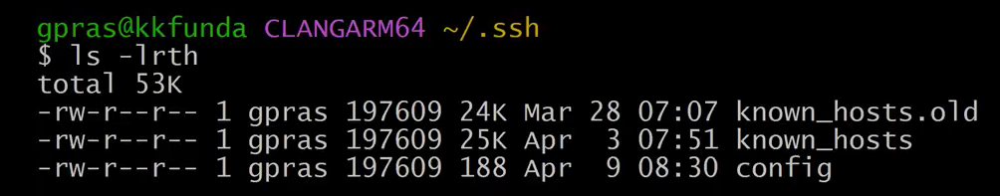 gpras@kkfunda CLANGARM64 ~/.ssh
$ ls -lrth
total 53K
-rw-r--r-- 1 gpras 197609 24K Mar 28 07:07 known_hosts.old
-rw-r--r-- 1 gpras 197609 25K Apr  3 07:51 known_hosts
-rw-r--r-- 1 gpras 197609 188 Apr  9 08:30 config